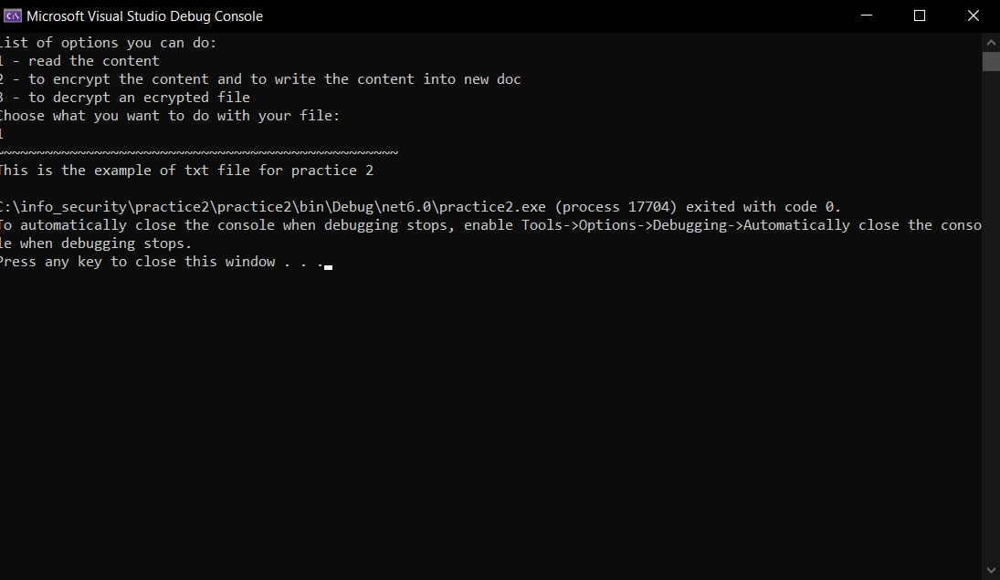 Microsoft Visual Studio Debug Console
List of options you can do:
1 - read the content
2 - to encrypt the content and to write the content into new doc
3 - to decrypt an ecrypted file
Choose what you want to do with your file:
1
~~~~~~~~~~~~~~~~~~~~~~~~~~~~~~~~~~~~~~~~~~~~~~~~~
This is the example of txt file for practice 2
C:\info_security\practice2\practice2\bin\Debug\net6.0\practice2.exe (process 17704) exited with code 0.
To automatically close the console when debugging stops, enable Tools->Options->Debugging->Automatically close the conso
le when debugging stops.
Press any key to close this window . . .